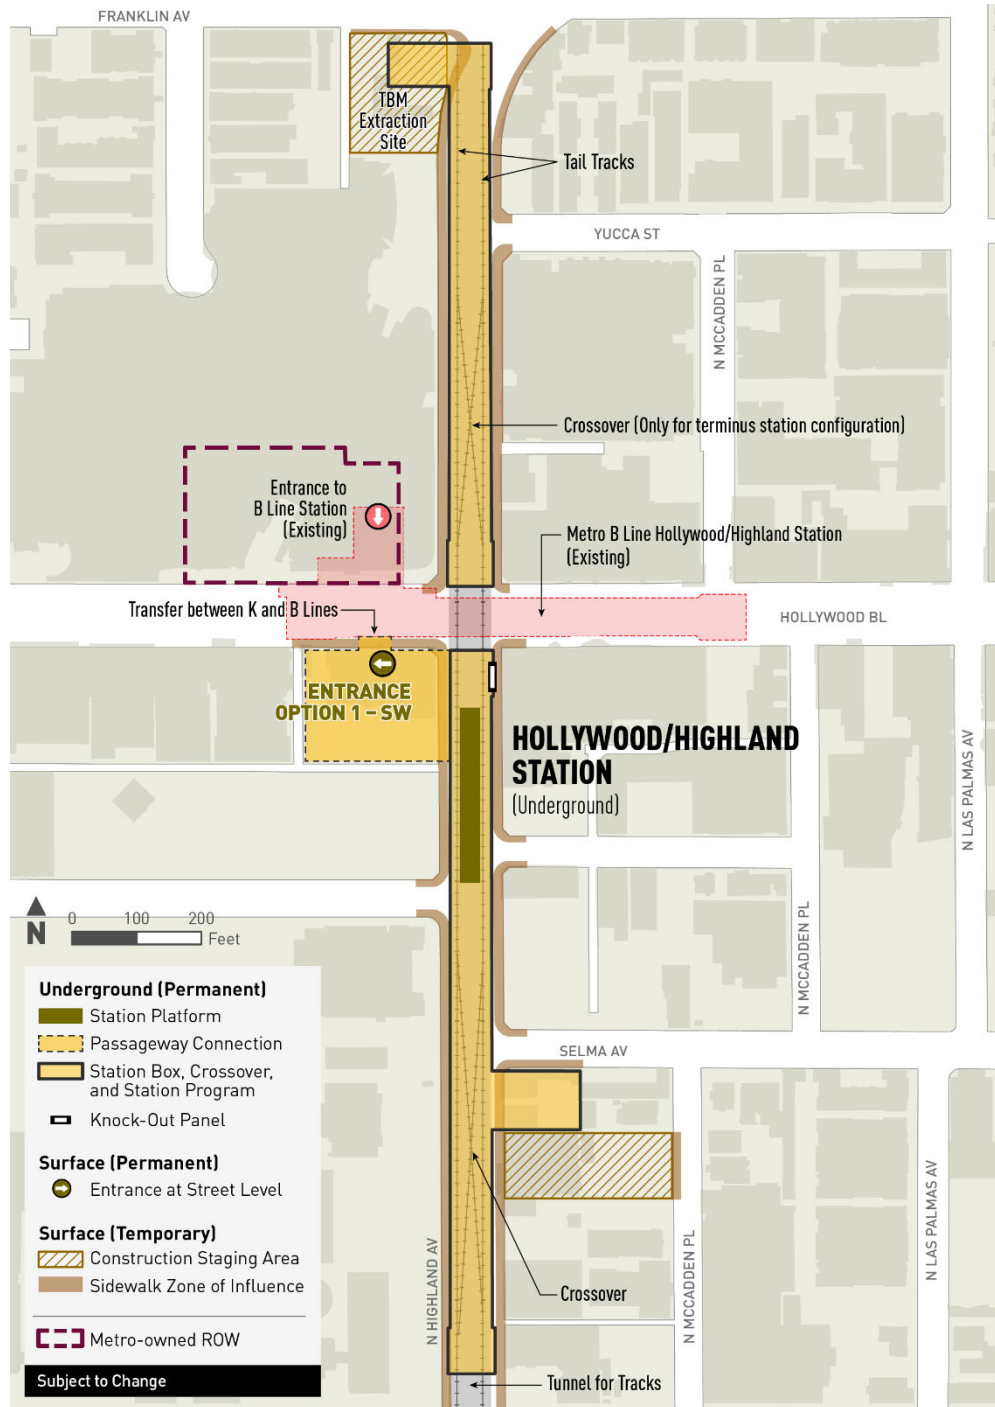 FRANKLIN AV
TBM
Extraction
Site
Tail Tracks
YUCCA ST
N MCCADDEN PL
Crossover (Only for terminus station configuration)
Entrance to
B Line Station
(Existing)
Metro B Line Hollywood/Highland Station
(Existing)
Transfer between K and B Lines
HOLLYWOOD BL
ENTRANCE
OPTION 1 – SW
HOLLYWOOD/HIGHLAND
STATION
(Underground)
N LAS PALMAS AV
N MCCADDEN PL
N
0 100 200
Feet
Underground (Permanent)
Station Platform
Passageway Connection
Station Box, Crossover,
and Station Program
Knock-Out Panel
Surface (Permanent)
Entrance at Street Level
Surface (Temporary)
Construction Staging Area
Sidewalk Zone of Influence
Metro-owned ROW
Subject to Change
SELMA AV
N HIGHLAND AV
N MCCADDEN PL
N LAS PALMAS AV
Crossover
Tunnel for Tracks